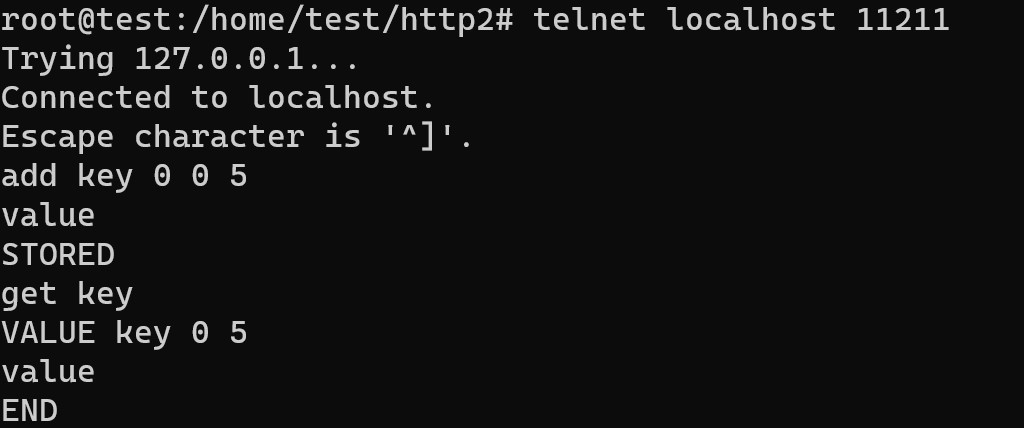 root@test:/home/test/http2# telnet localhost 11211
Trying 127.0.0.1...
Connected to localhost.
Escape character is '^]'.
add key 0 0 5
value
STORED
get key
VALUE key 0 5
value
END